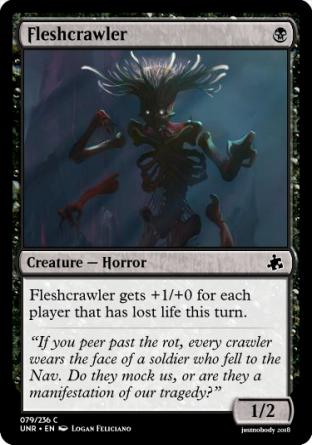 Fleshcrawler
Creature — Horror
Fleshcrawler gets +1/+0 for each
player that has lost life this turn.
“If you peer past the rot, every crawler
wears the face of a soldier who fell to the
Nav. Do they mock us, or are they a
manifestation of our tragedy?”
1/2
079/236 C
UNR • EN Logan Feliciano
justnobody 2018